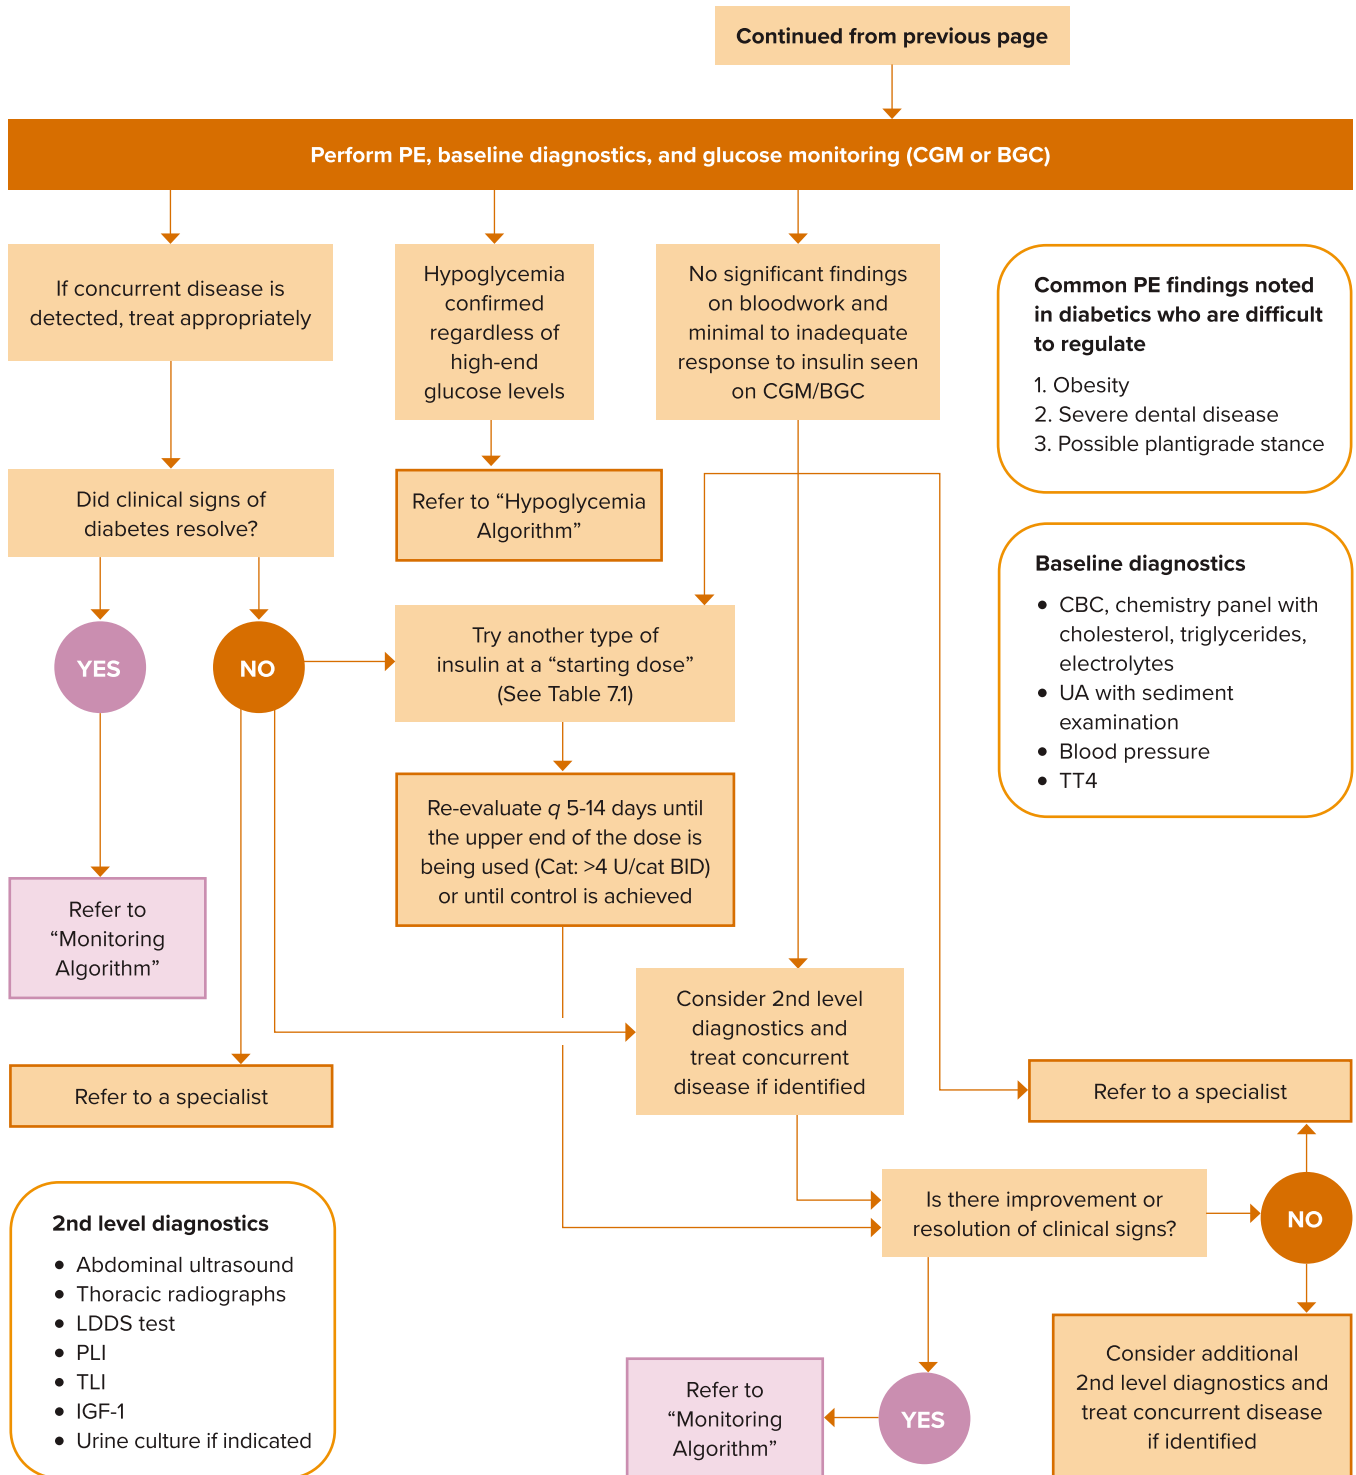 Continued from previous page
Perform PE, baseline diagnostics, and glucose monitoring (CGM or BGC)
If concurrent disease is
detected, treat appropriately
Hypoglycemia
confirmed
regardless of
high-end
glucose levels
No significant findings
on bloodwork and
minimal to inadequate
response to insulin seen
on CGM/BGC
Common PE findings noted
in diabetics who are difficult
to regulate
1. Obesity
2. Severe dental disease
3. Possible plantigrade stance
Did clinical signs of
diabetes resolve?
Refer to “Hypoglycemia
Algorithm”
Baseline diagnostics
• CBC, chemistry panel with
cholesterol, triglycerides,
electrolytes
• UA with sediment
examination
• Blood pressure
• TT4
YES
NO
Try another type of
insulin at a “starting dose”
(See Table 7.1)
Re-evaluate q 5-14 days until
the upper end of the dose is
being used (Cat: >4 U/cat BID)
or until control is achieved
Refer to
“Monitoring
Algorithm”
Consider 2nd level
diagnostics and
treat concurrent
disease if identified
Refer to a specialist
Refer to a specialist
Is there improvement or
resolution of clinical signs?
NO
2nd level diagnostics
• Abdominal ultrasound
• Thoracic radiographs
• LDDS test
• PLI
• TLI
• IGF-1
• Urine culture if indicated
Refer to
“Monitoring
Algorithm”
YES
Consider additional
2nd level diagnostics and
treat concurrent disease
if identified